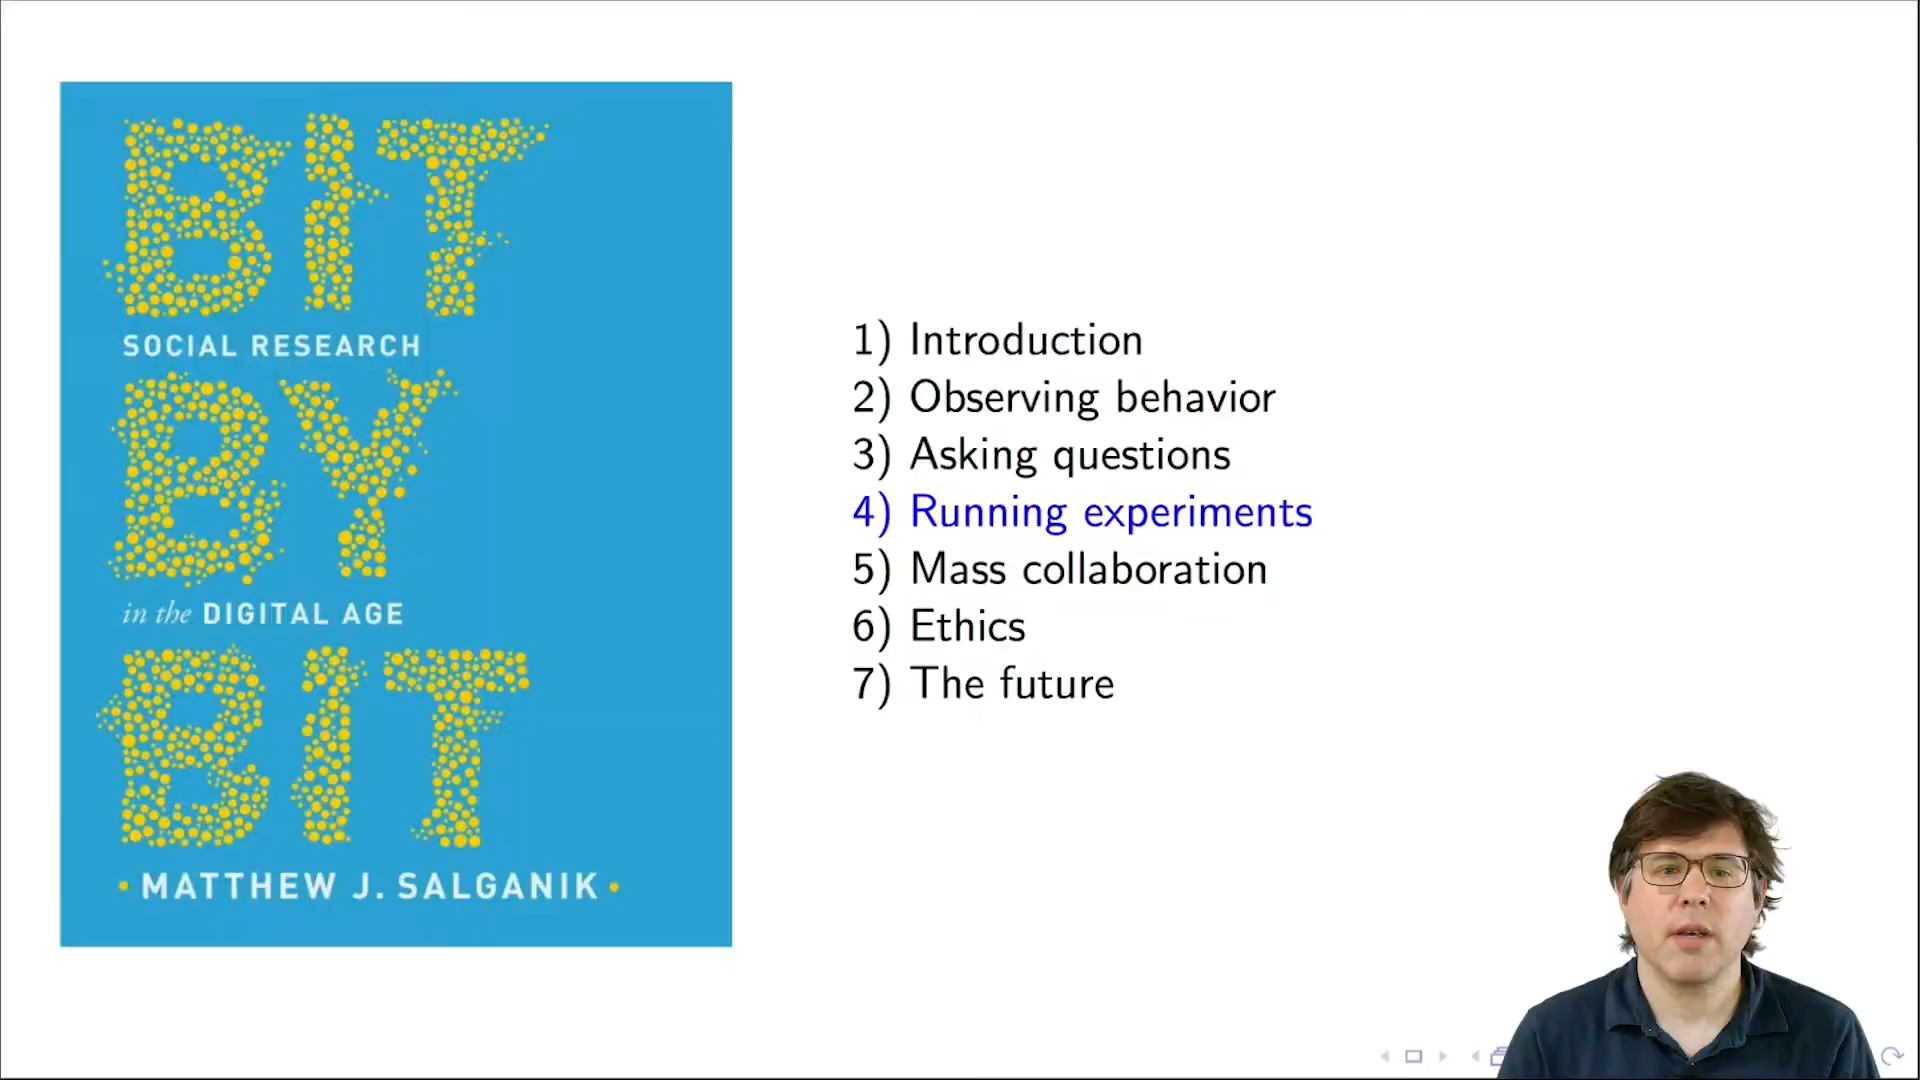 BIT
SOCIAL RESEARCH
BY
in the DIGITAL AGE
BIT
• MATTHEW J. SALGANIK •
1) Introduction
2) Observing behavior
3) Asking questions
4) Running experiments
5) Mass collaboration
6) Ethics
7) The future